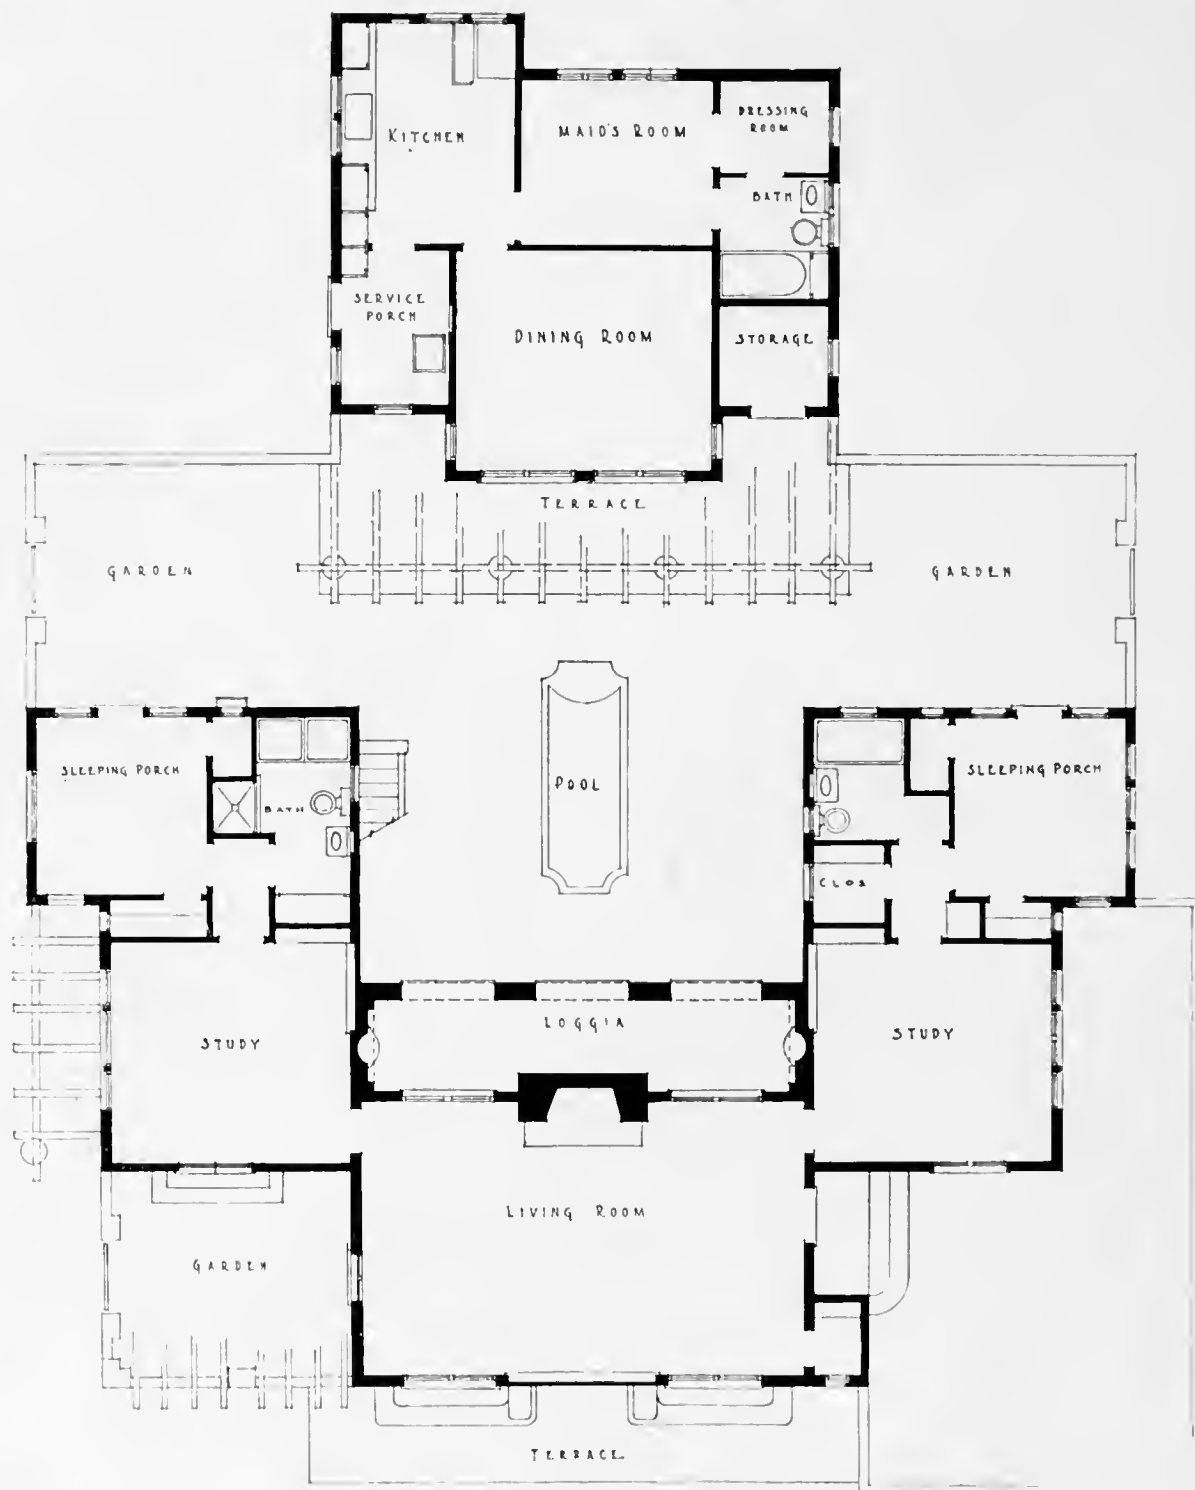 KITCHEN
MAID'S ROOM
DRESSING
ROOM
BATH
SERVICE
PORCH
DINING ROOM
STORAGE
TERRACE
GARDEN
GARDEN
SLEEPING PORCH
BATH
POOL
SLEEPING PORCH
CLOS
LOGGIA
STUDY
STUDY
LIVING ROOM
GARDEN
TERRACE